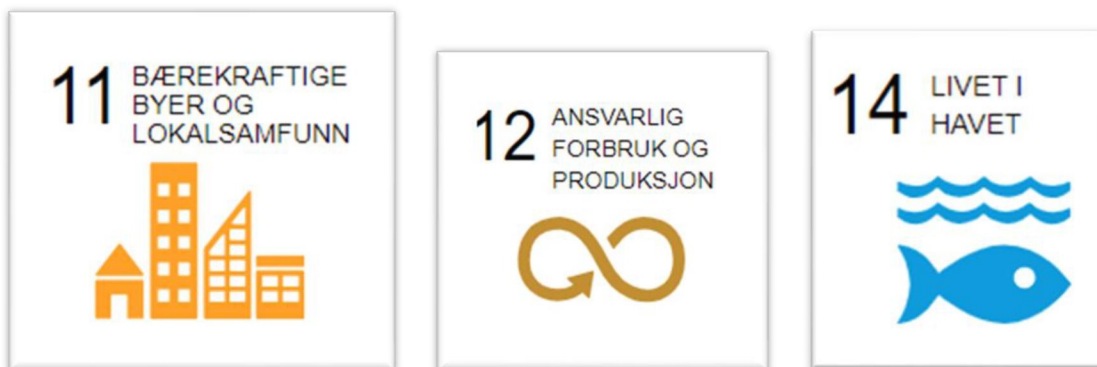 11 BÆREKRAFTIGE
BYER OG
LOKALSAMFUNN
12 ANSVARLIG
FORBRUK OG
PRODUKSJON
14 LIVET I
HAVET